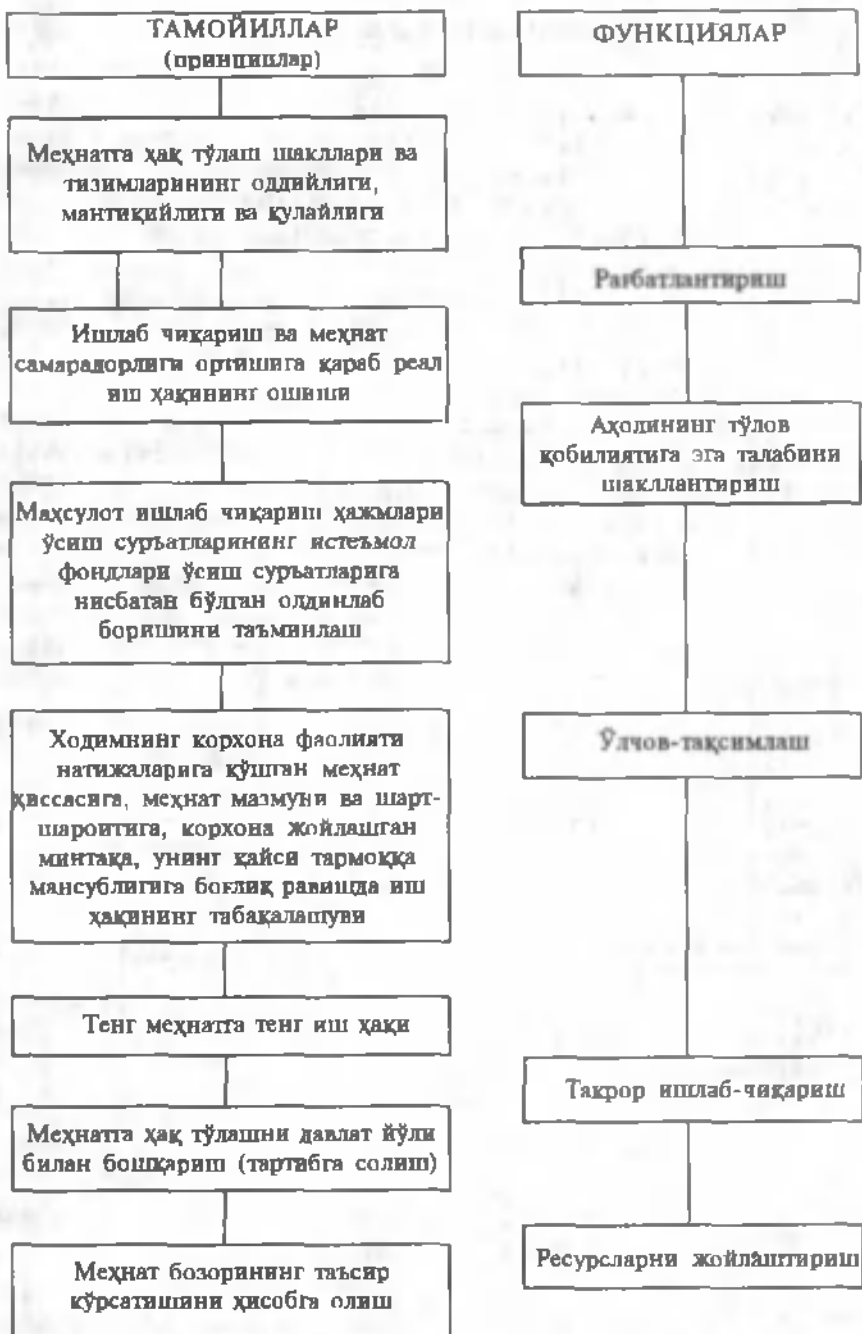 ТАМОЙИЛЛАР
(принциплар)
Меҳнатга ҳақ тўлаш шакллари ва
тизимларининг оддийлиги,
мантиқийлиги ва қулайлиги
Ишлаб чиқариш ва меҳнат
самарадорлиги ортишига қараб реал
иш ҳақининг ошиши
Маҳсулот ишлаб чиқариш ҳажмлари
ўсиш суръатларининг истеъмол
фондлари ўсиш суръатларига
нисбатан бўлган олдинлаб
боришини таъминлаш
Ходимнинг корхона фаолияти
натижаларига қўшган меҳнат
ҳиссасига, меҳнат мазмуни ва шарт-
шароитига, корхона жойлашган
минтақа, унинг қайси тармоққа
мансублигига боғлиқ равишда иш
ҳақининг табақалашуви
Тенг меҳнатга тенг иш ҳақи
Меҳнатга ҳақ тўлашни давлат йўли
билан бошқариш (тартибга солиш)
Меҳнат бозорининг таъсир
кўрсатишини ҳисобга олиш
ФУНКЦИЯЛАР
Рағбатлантириш
Аҳолининг тўлов
қобилиятига эга талабини
шакллантириш
Ўлчов-тақсимлаш
Такрор ишлаб-чиқариш
Ресурсларни жойлаштириш